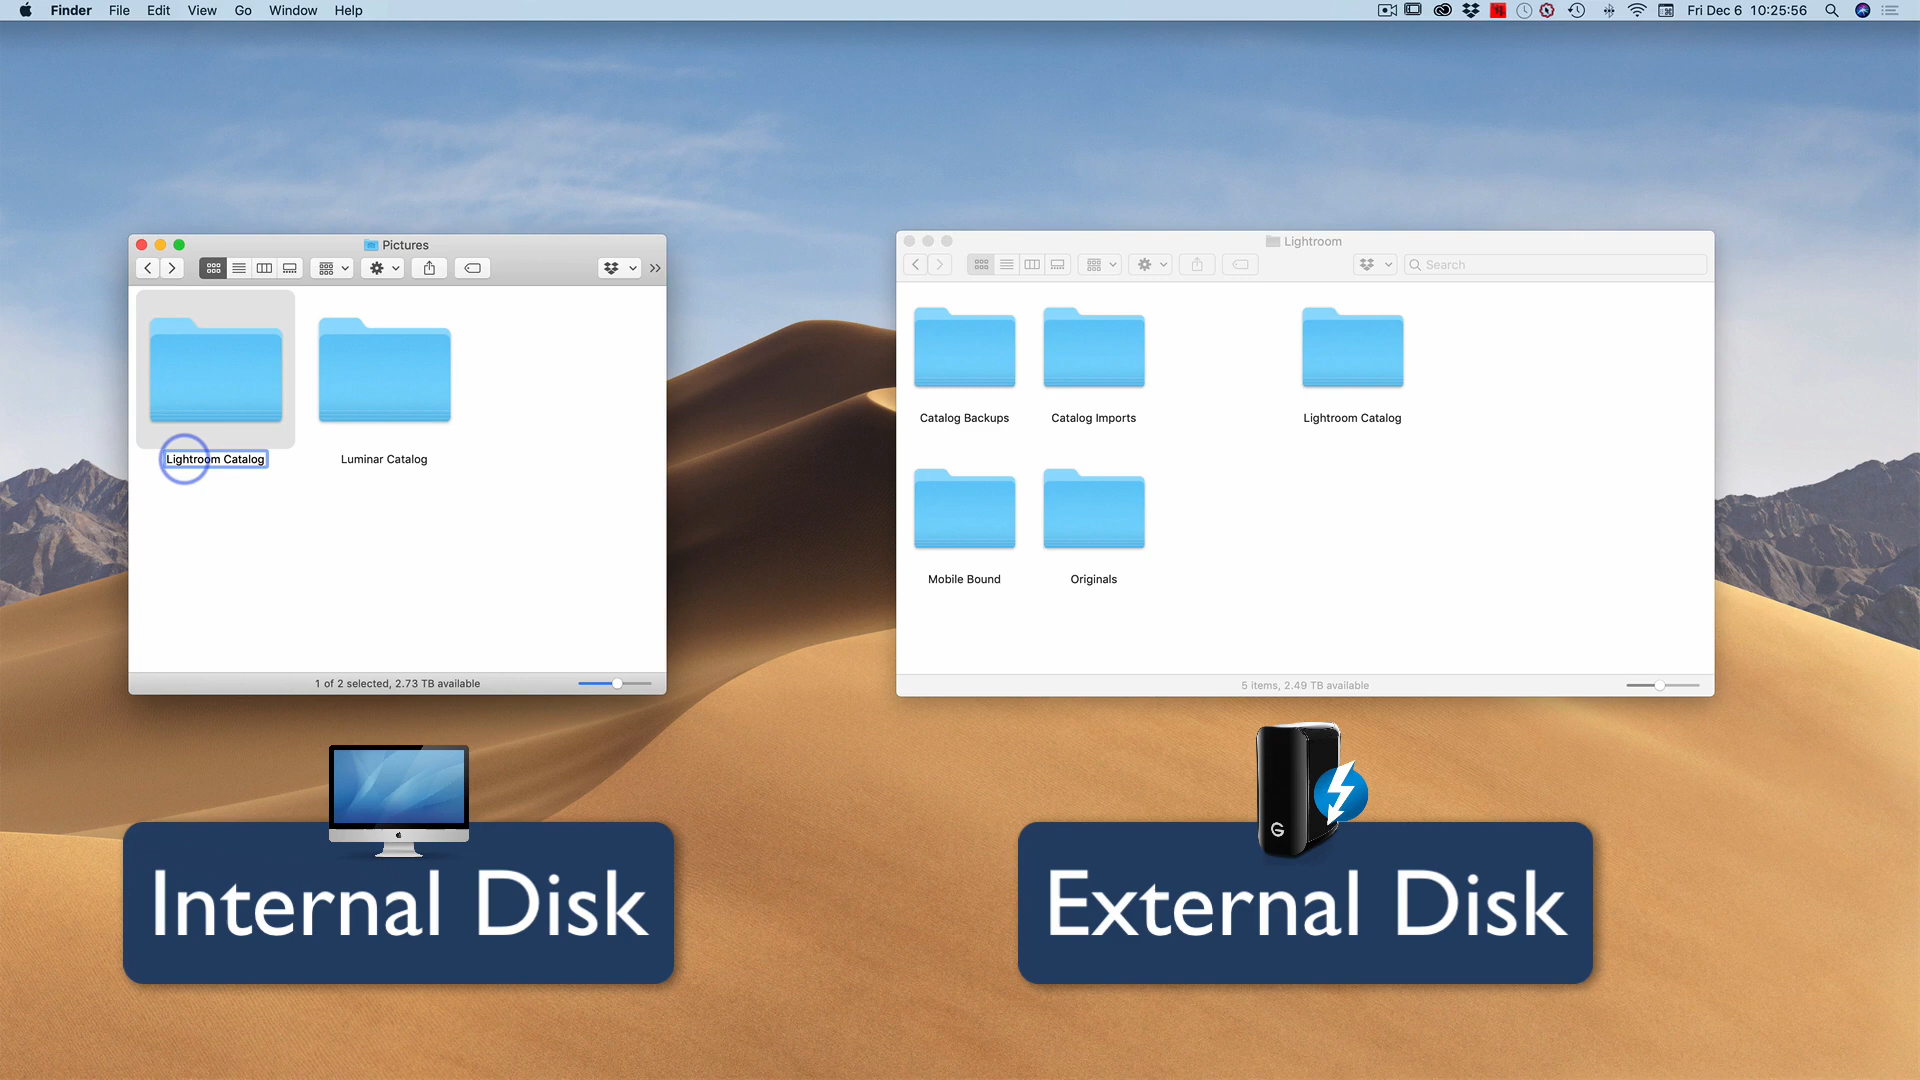 Finder File Edit View Go Window Help
Fri Dec 6 10:25:56
Pictures
Lightroom Catalog
Luminar Catalog
1 of 2 selected, 2.73 TB available
Lightroom
Search
Catalog Backups
Catalog Imports
Lightroom Catalog
Mobile Bound
Originals
5 items, 2.49 TB available
G
Internal Disk
External Disk